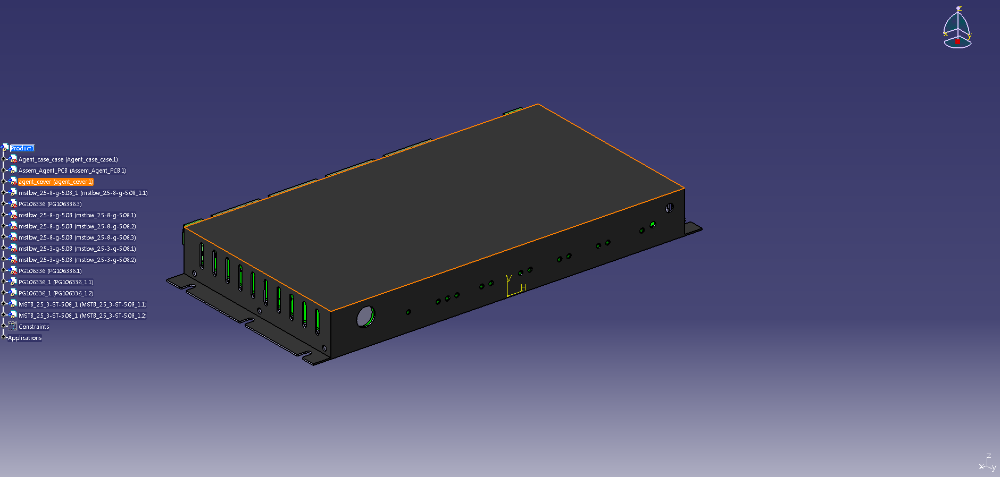 Z
x
y
Product1
Agent_case_case (Agent_case_case.1)
Assem_Agent_PCB (Assem_Agent_PCB.1)
agent_cover (agent_cover.1)
mstbw_2.5-8-g-5.08_1 (mstbw_2.5-8-g-5.08_1.1)
PG106336 (PG106336.3)
mstbw_2.5-8-g-5.08 (mstbw_2.5-8-g-5.08.1)
mstbw_2.5-8-g-5.08 (mstbw_2.5-8-g-5.08.2)
mstbw_2.5-8-g-5.08 (mstbw_2.5-8-g-5.08.3)
mstbw_2.5-3-g-5.08 (mstbw_2.5-3-g-5.08.1)
mstbw_2.5-3-g-5.08 (mstbw_2.5-3-g-5.08.2)
PG106336 (PG106336.1)
PG106336_1 (PG106336_1.1)
PG106336_1 (PG106336_1.2)
MSTB_2.5_3-ST-5.08_1 (MSTB_2.5_3-ST-5.08_1.1)
MSTB_2.5_3-ST-5.08_1 (MSTB_2.5_3-ST-5.08_1.2)
Constraints
Applications
V
H
Z
x
y